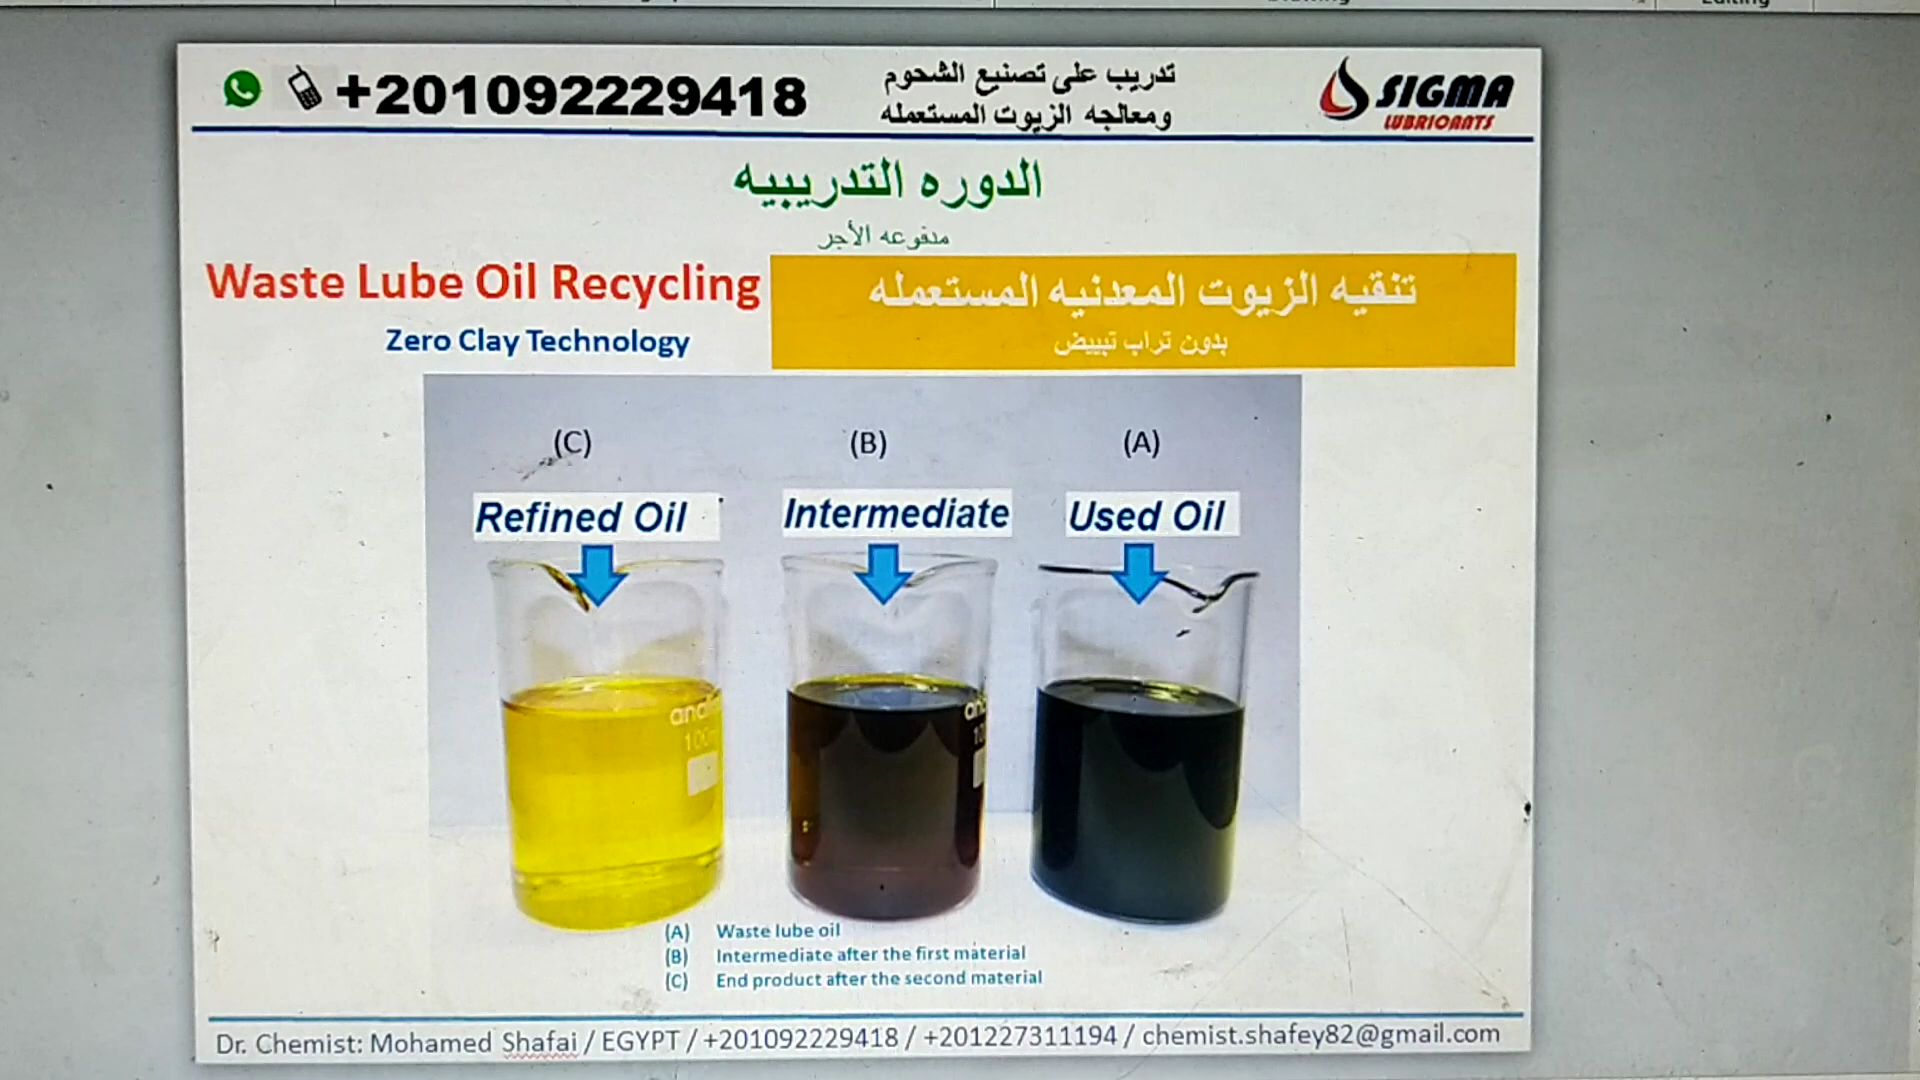 +201092229418
تدريب على تصنيع الشحوم
ومعالجه الزيوت المستعمله
SIGMA
LUBRICANTS
الدوره التدريبيه
مدفوعه الأجر
Waste Lube Oil Recycling
Zero Clay Technology
تنقيه الزيوت المعدنيه المستعمله
بدون تراب تبييض
(C)
(B)
(A)
Refined Oil
Intermediate
Used Oil
(A) Waste lube oil
(B) Intermediate after the first material
(C) End product after the second material
Dr. Chemist: Mohamed Shafai / EGYPT / +201092229418 / +201227311194 / chemist.shafey82@gmail.com